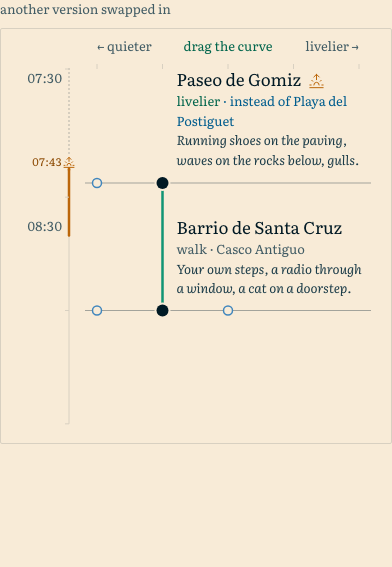 another version swapped in
← quieter drag the curve livelier →
07:30
Paseo de Gomiz
livelier · instead of Playa del
Postiguet
Running shoes on the paving,
waves on the rocks below, gulls.
07:43
08:30
Barrio de Santa Cruz
walk · Casco Antiguo
Your own steps, a radio through
a window, a cat on a doorstep.